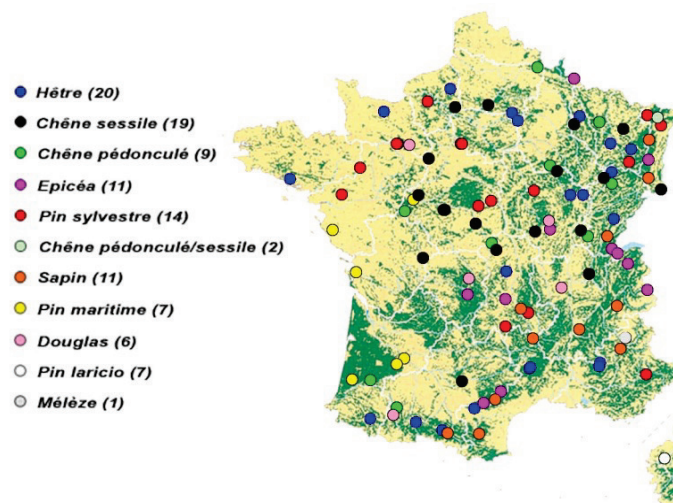 Hêtre (20)
Chêne sessile (19)
Chêne pédonculé (9)
Epicéa (11)
Pin sylvestre (14)
Chêne pédonculé/sessile (2)
Sapin (11)
Pin maritime (7)
Douglas (6)
Pin laricio (7)
Mélèze (1)